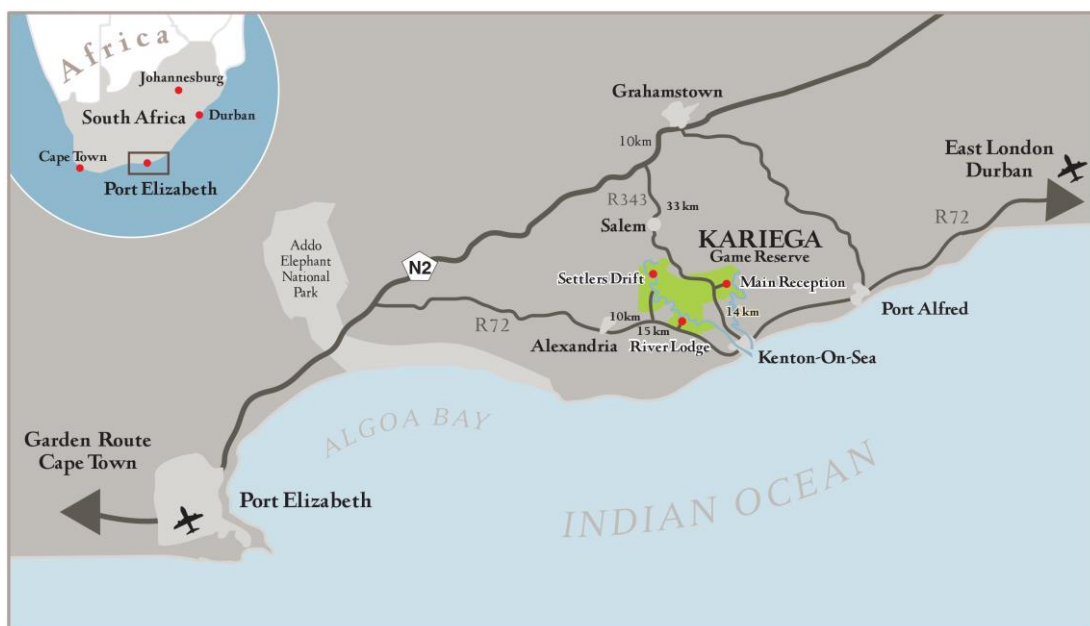 Africa
Johannesburg
South Africa
Durban
Cape Town
Port Elizabeth
Grahamstown
10km
East London
Durban
R343
33 km
R72
Salem
KARIEGA
Game Reserve
Addo
Elephant
National
Park
N2
Settlers Drift
Main Reception
Port Alfred
R72
10km
14 km
15 km
Alexandria
River Lodge
Kenton-On-Sea
ALGOA BAY
Garden Route
Cape Town
Port Elizabeth
INDIAN OCEAN